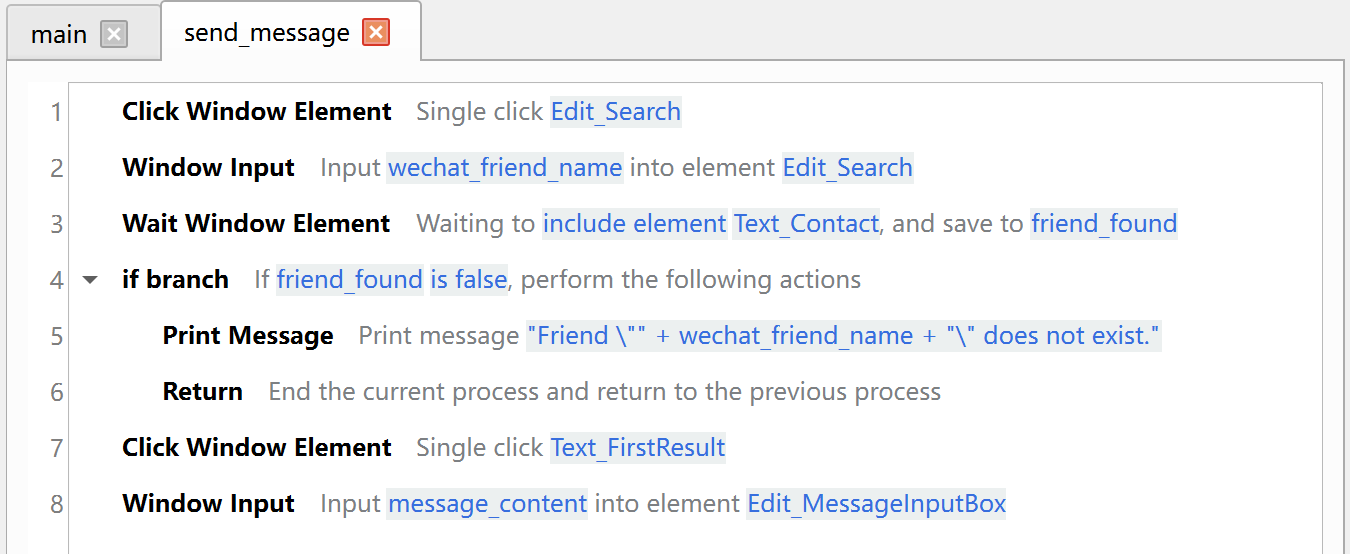 main send_message
1 Click Window Element Single click Edit_Search
2 Window Input Input wechat_friend_name into element Edit_Search
3 Wait Window Element Waiting to include element Text_Contact, and save to friend_found
4 if branch If friend_found is false, perform the following actions
5 Print Message Print message "Friend \"" + wechat_friend_name + "\" does not exist."
6 Return End the current process and return to the previous process
7 Click Window Element Single click Text_FirstResult
8 Window Input Input message_content into element Edit_MessageInputBox